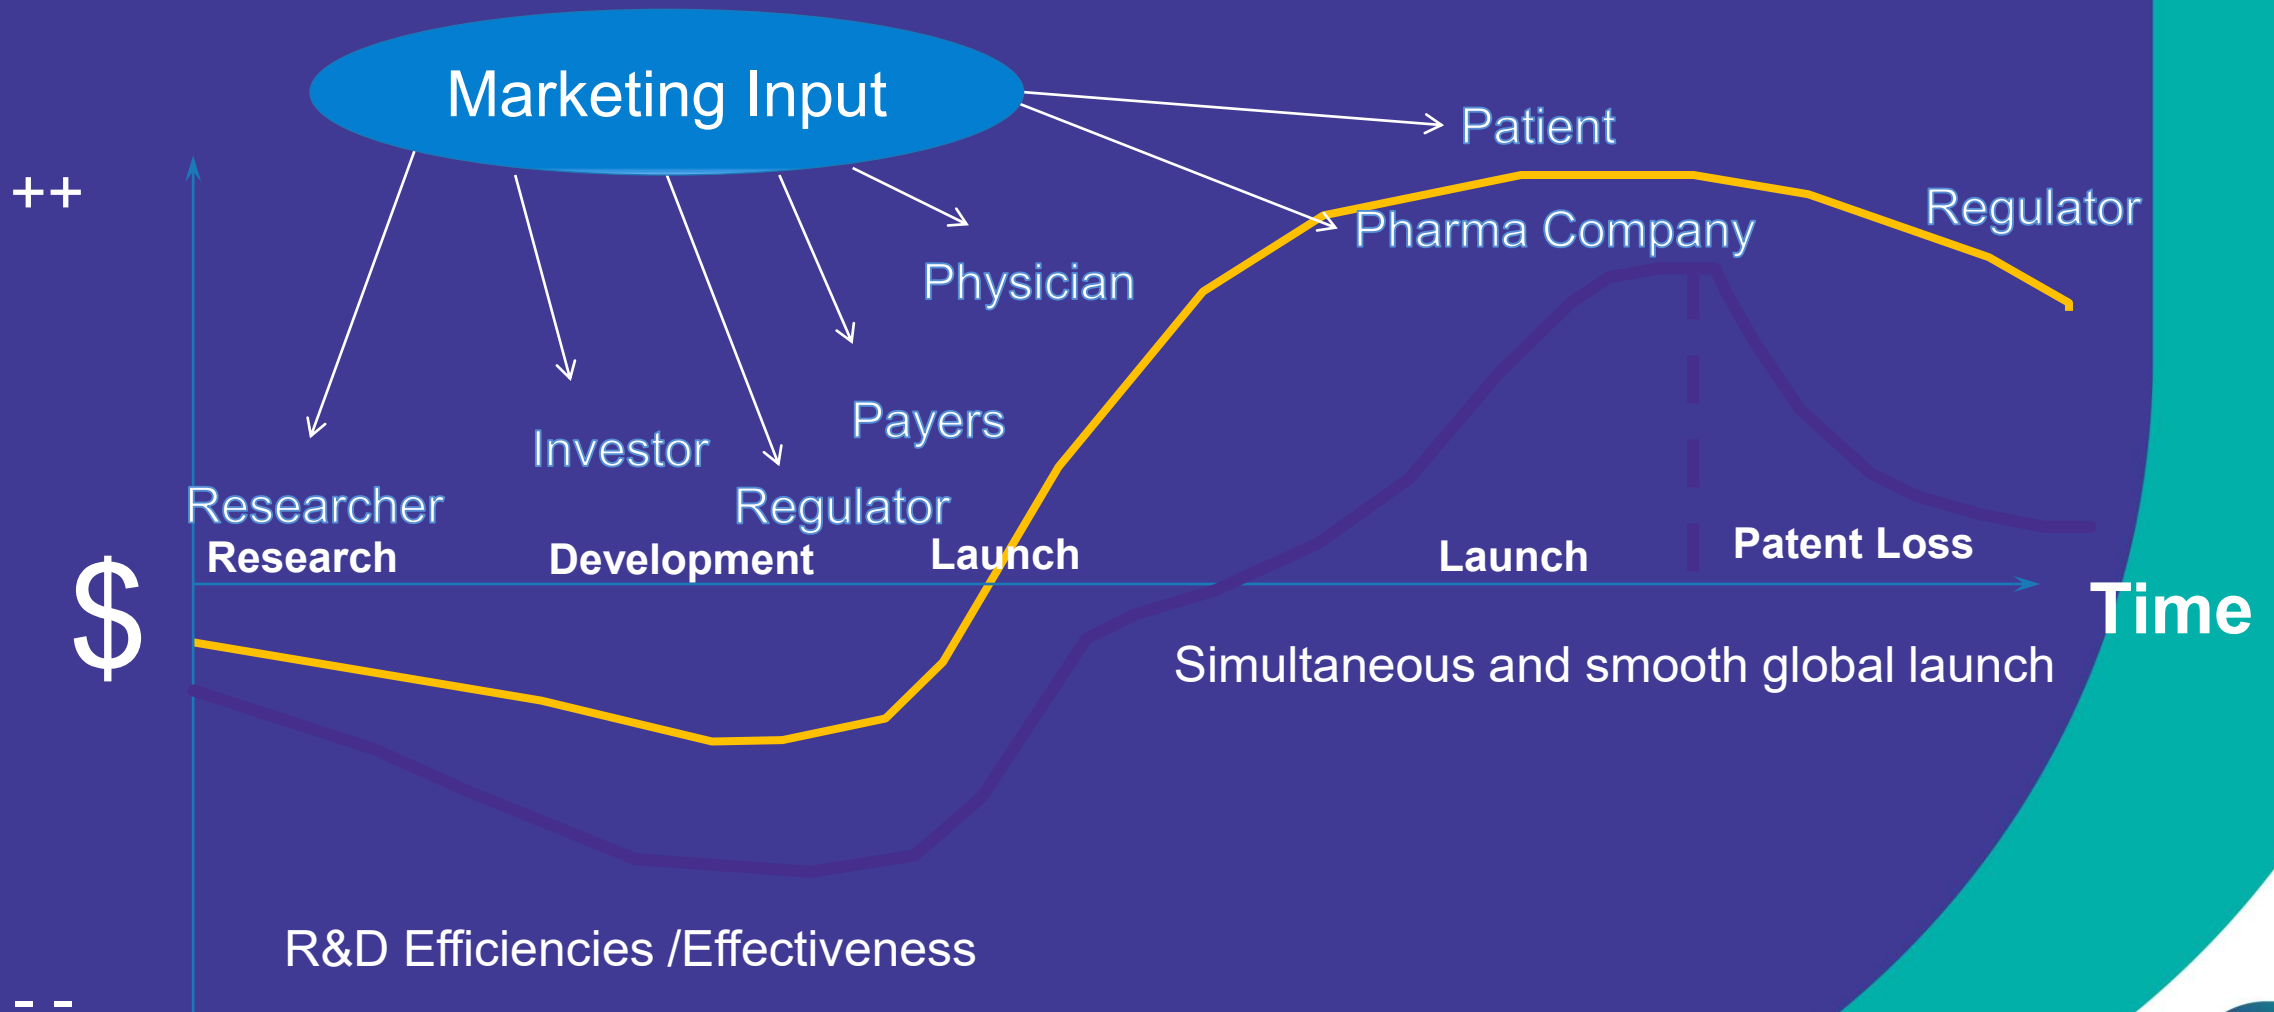 Marketing Input
Patient
++
Regulator
Pharma Company
Physician
Payers
Investor
Researcher
Regulator
Research
Development
Launch
Launch
Patent Loss
$
Time
Simultaneous and smooth global launch
R&D Efficiencies /Effectiveness
- -